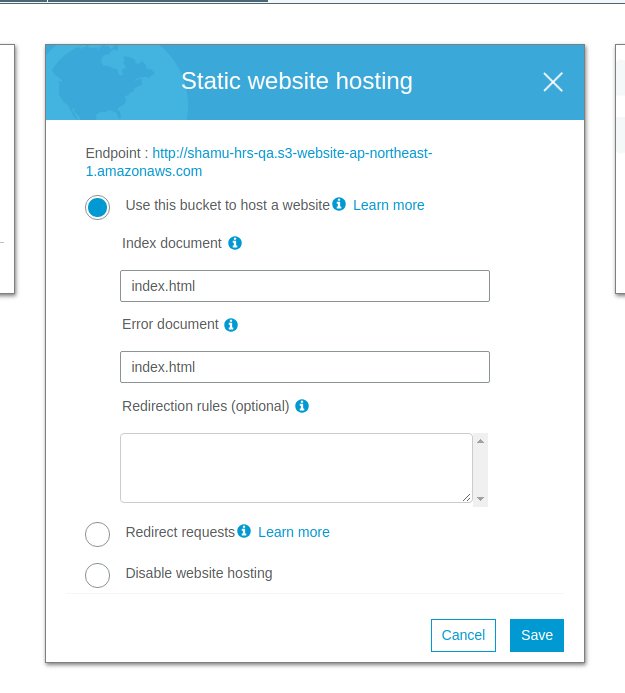 Static website hosting
Endpoint : http://shamu-hrs-qa.s3-website-ap-northeast-
1.amazonaws.com
Use this bucket to host a website Learn more
Index document
index.html
Error document
index.html
Redirection rules (optional)
Redirect requests Learn more
Disable website hosting
Cancel Save